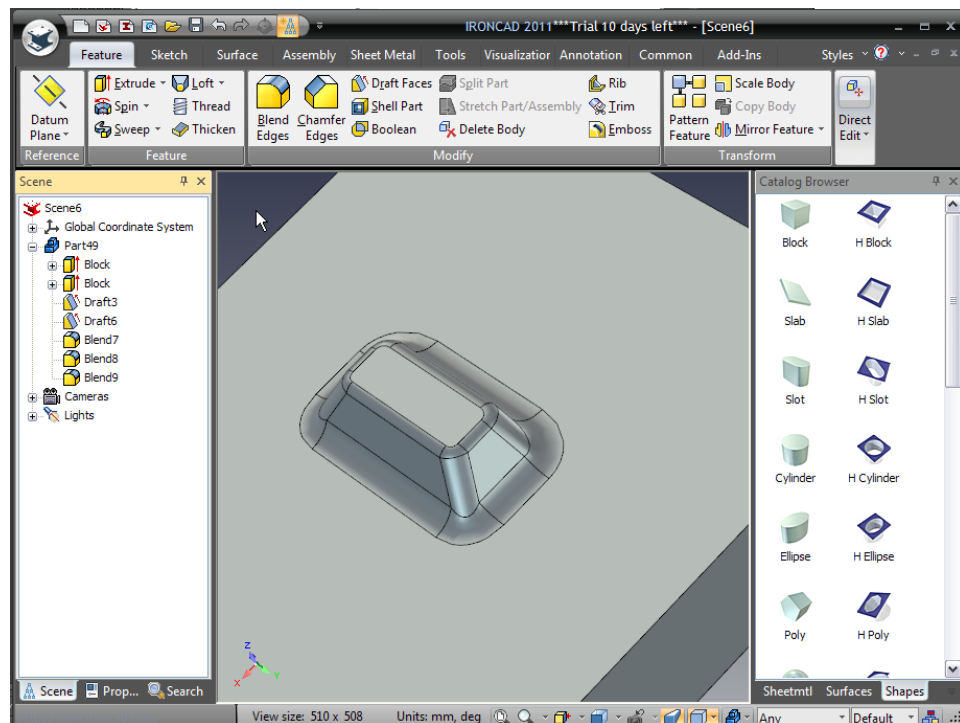 IRONCAD 2011***Trial 10 days left*** - [Scene6]
Feature Sketch Surface Assembly Sheet Metal Tools Visualization Annotation Common Add-Ins Styles
Extrude Loft Draft Faces Split Part Rib Scale Body
Spin Thread Shell Part Stretch Part/Assembly Trim Copy Body
Datum Plane Sweep Thicken Blend Edges Chamfer Edges Boolean Delete Body Emboss Pattern Feature Mirror Feature Direct Edit
Reference Feature Modify Transform
Scene
Scene6
Global Coordinate System
Part49
Block
Block
Draft3
Draft6
Blend7
Blend8
Blend9
Cameras
Lights
Z
X
Y
Catalog Browser
Block H Block
Slab H Slab
Slot H Slot
Cylinder H Cylinder
Ellipse H Ellipse
Poly H Poly
Scene Prop... Search
Sheetmtl Surfaces Shapes
View size: 510 x 508 Units: mm, deg Any Default